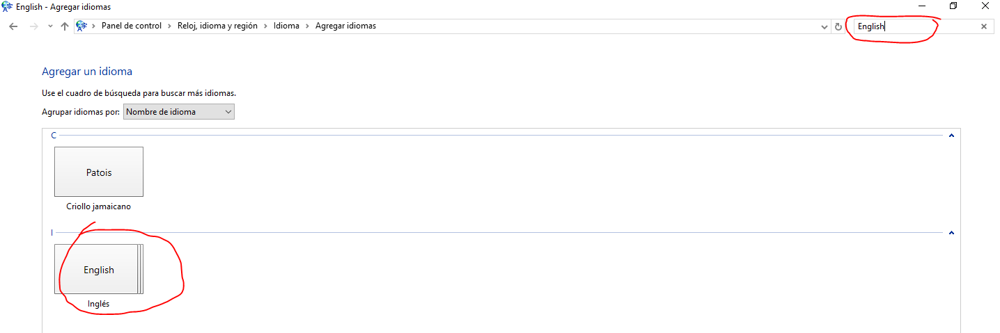 English - Agregar idiomas
Panel de control > Reloj, idioma y región > Idioma > Agregar idiomas
English
Agregar un idioma
Use el cuadro de búsqueda para buscar más idiomas.
Agrupar idiomas por: Nombre de idioma
C
Patois
Criollo jamaicano
I
English
Inglés